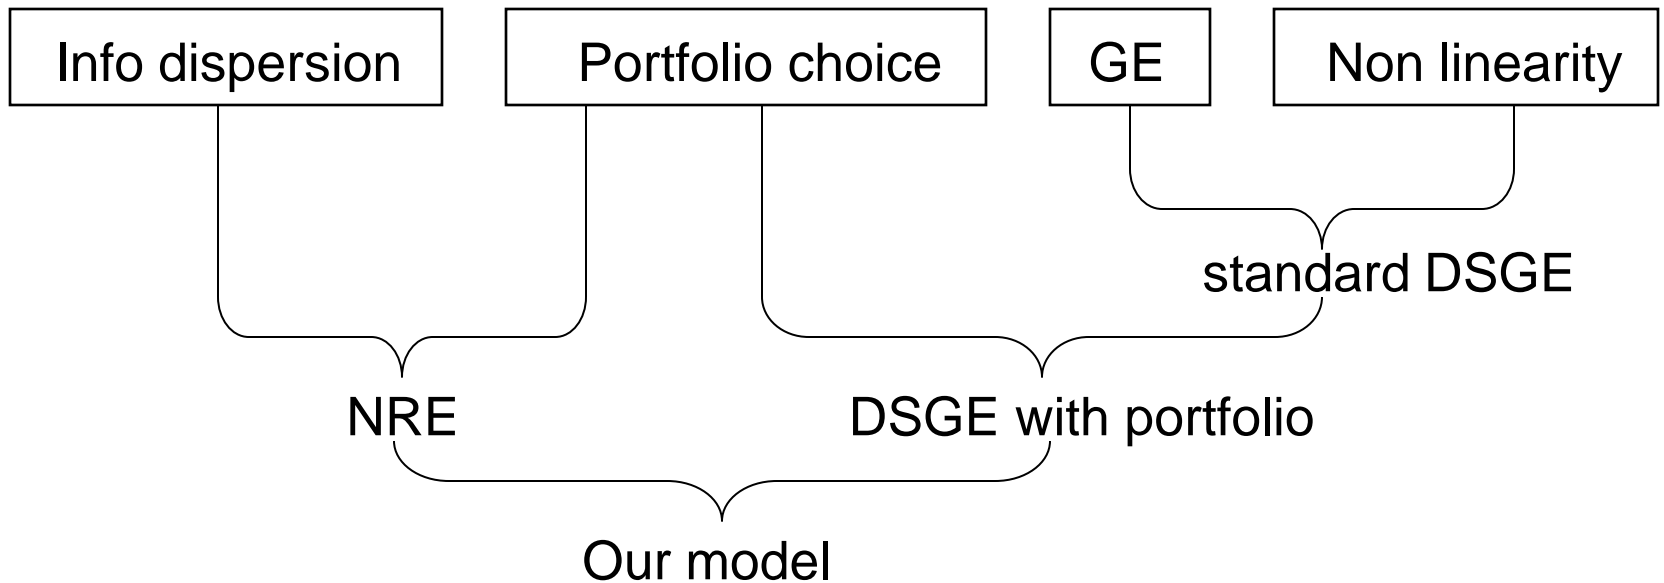 Info dispersion
Portfolio choice
GE
Non linearity
standard DSGE
NRE
DSGE with portfolio
Our model